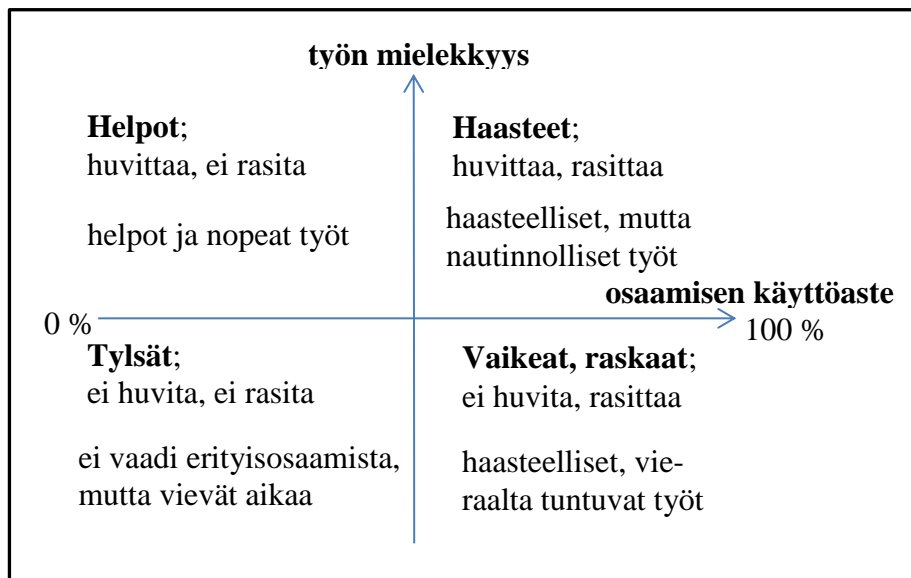 työn mielekkyys
Helpot;
huvittaa, ei rasita
helpot ja nopeat työt
Haasteet;
huvittaa, rasittaa
haasteelliset, mutta
nautinnolliset työt
osaamisen käyttöaste
0 %
100 %
Tylsät;
ei huvita, ei rasita
ei vaadi erityisosaamista,
mutta vievät aikaa
Vaikeat, raskaat;
ei huvita, rasittaa
haasteelliset, vie-
raalta tuntuvat työt